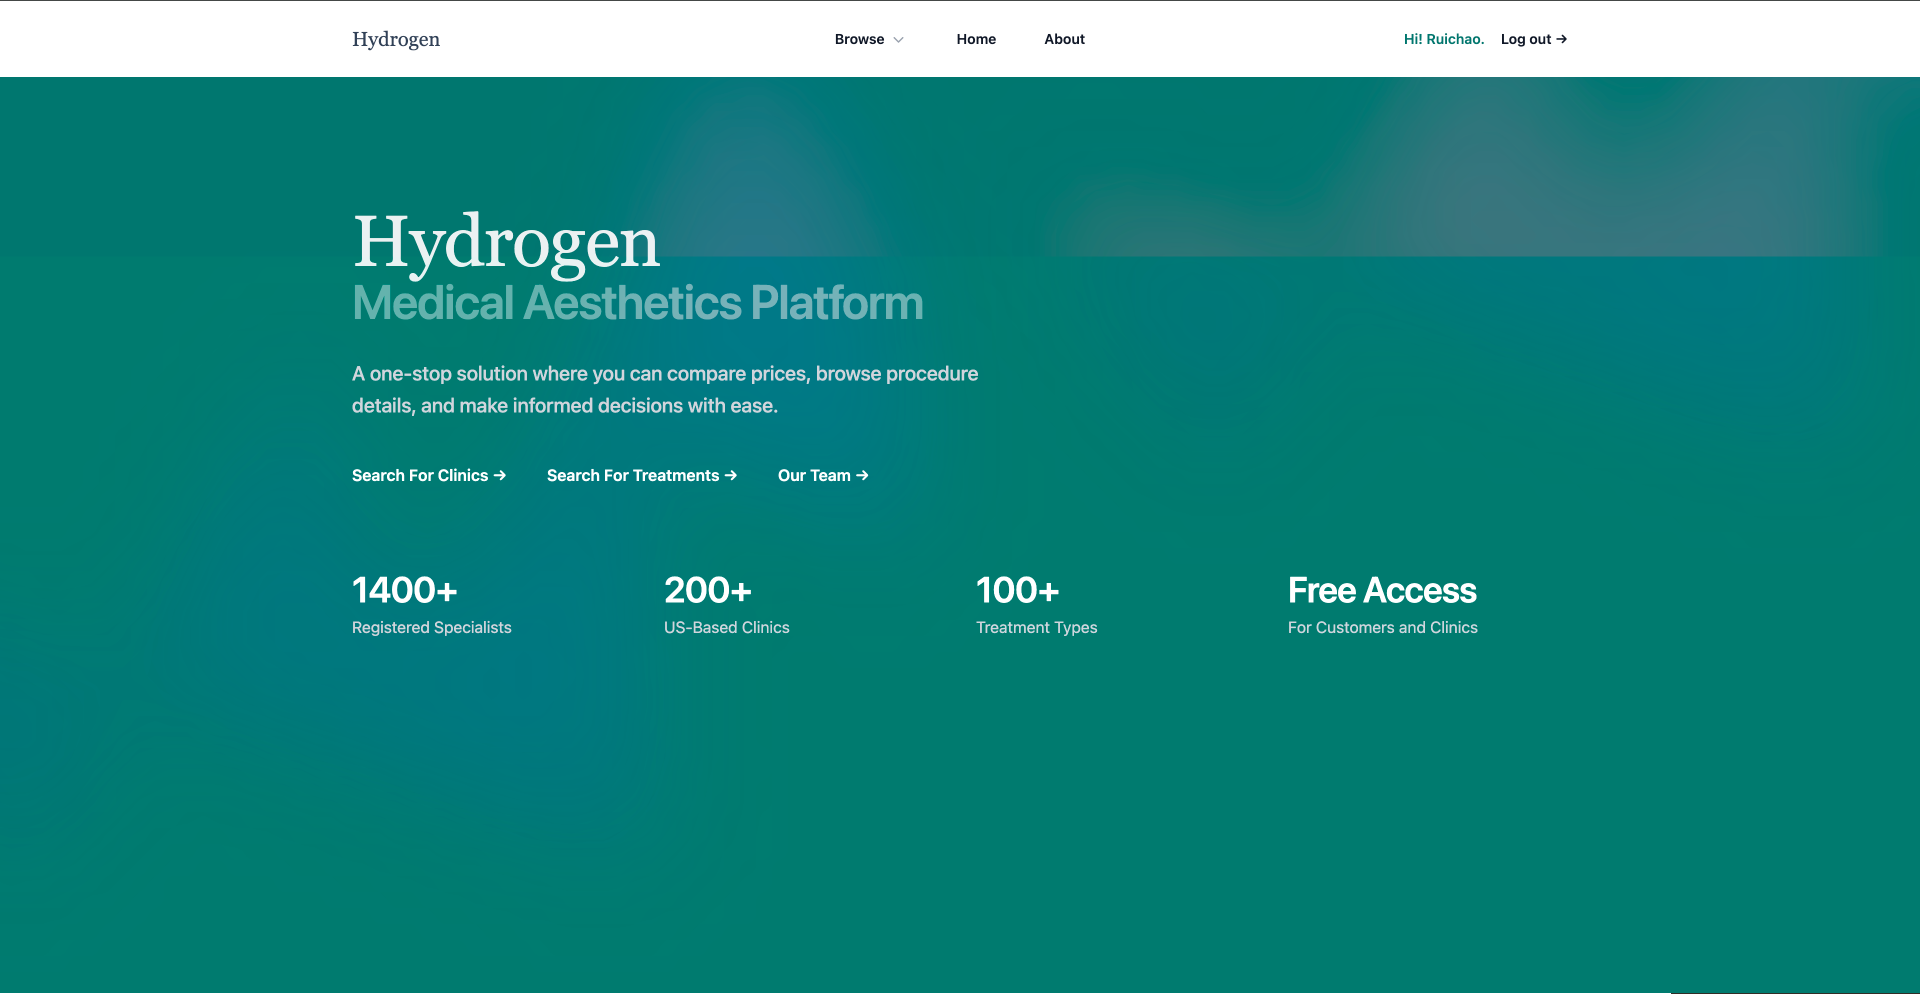 Hydrogen
Browse
Home
About
Hi! Ruichao.
Log out →
Hydrogen
Medical Aesthetics Platform
A one-stop solution where you can compare prices, browse procedure
details, and make informed decisions with ease.
Search For Clinics →
Search For Treatments →
Our Team →
1400+
Registered Specialists
200+
US-Based Clinics
100+
Treatment Types
Free Access
For Customers and Clinics